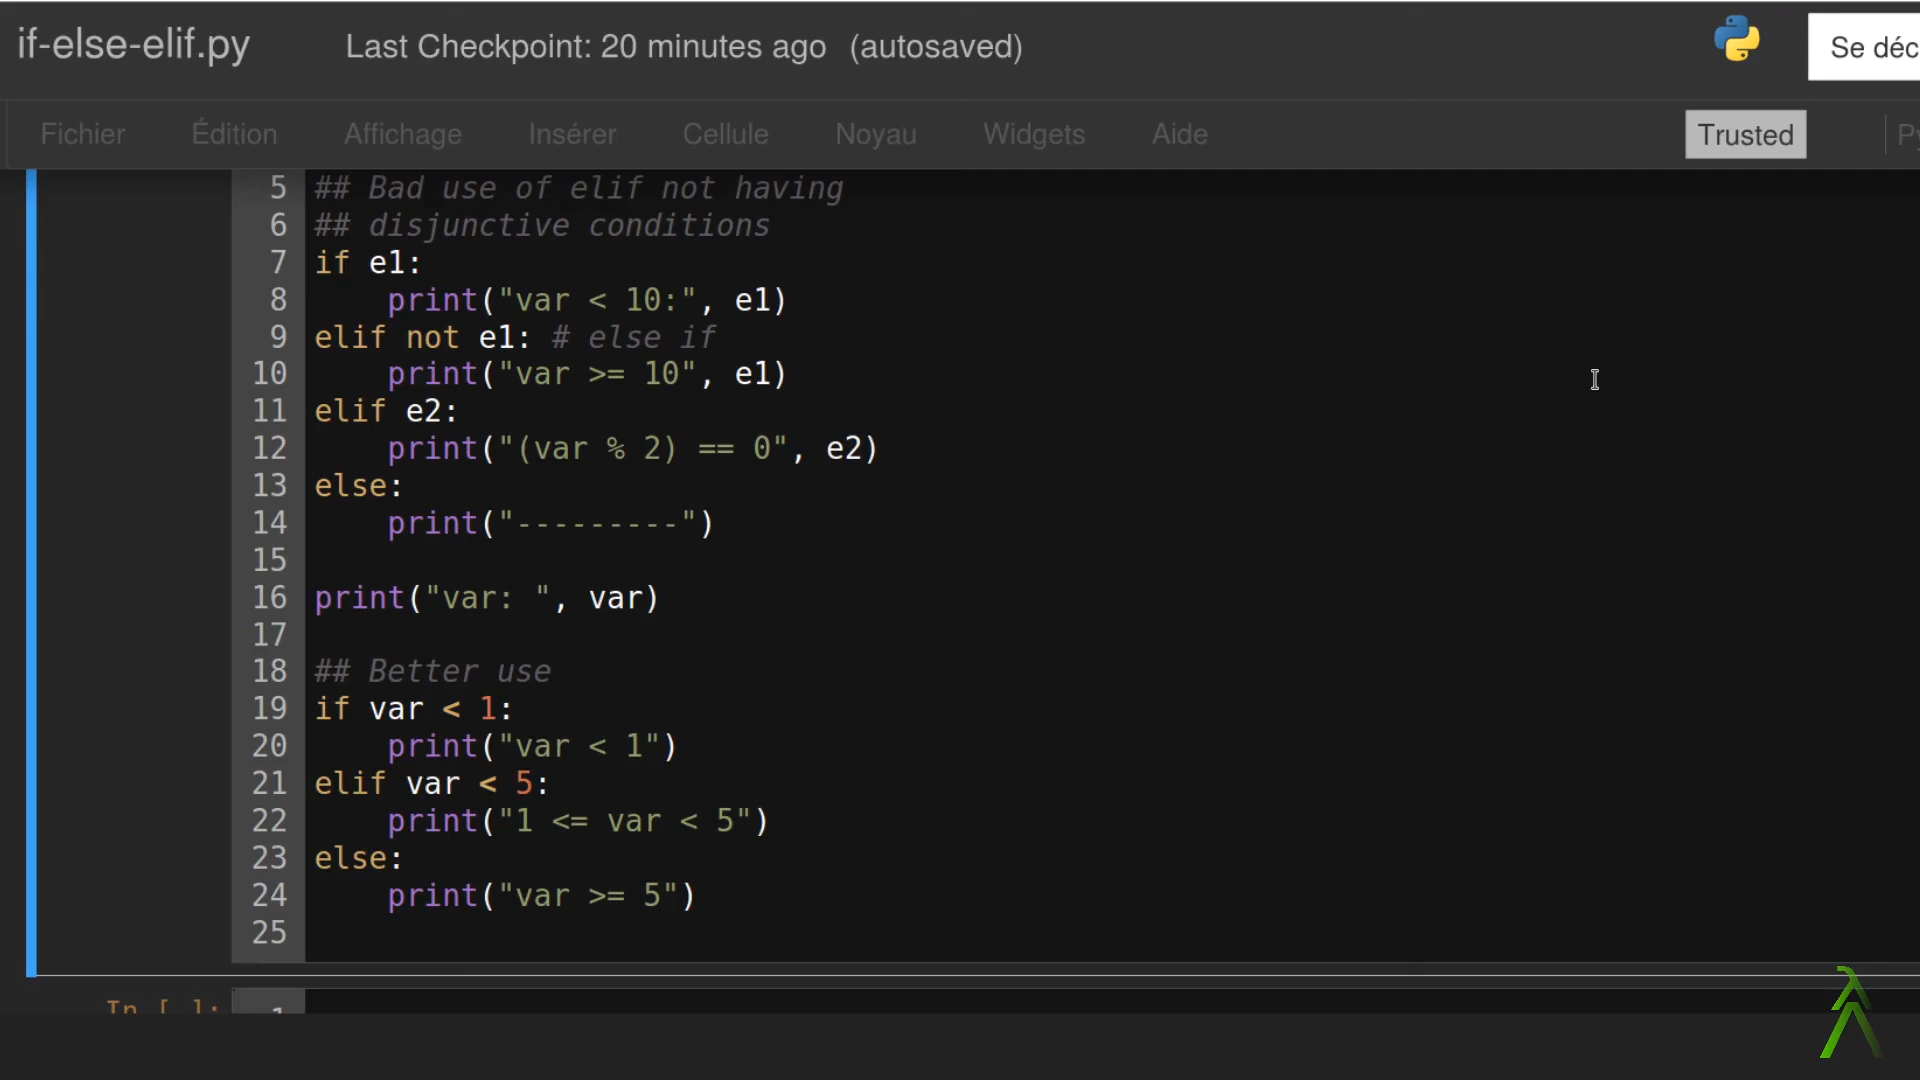 if-else-elif.py Last Checkpoint: 20 minutes ago (autosaved) Se déc
Fichier Édition Affichage Insérer Cellule Noyau Widgets Aide Trusted Py
5 ## Bad use of elif not having
6 ## disjunctive conditions
7 if e1:
8     print("var < 10:", e1)
9 elif not e1: # else if
10     print("var >= 10", e1)
11 elif e2:
12     print("(var % 2) == 0", e2)
13 else:
14     print("---------")
15
16 print("var: ", var)
17
18 ## Better use
19 if var < 1:
20     print("var < 1")
21 elif var < 5:
22     print("1 <= var < 5")
23 else:
24     print("var >= 5")
25
In [ ]: 1